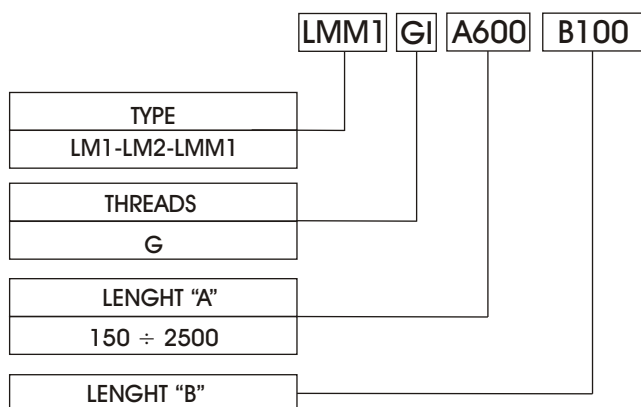 LMM1 GI A600 B100
TYPE
LM1-LM2-LMM1
THREADS
G
LENGHT “A”
150 ÷ 2500
LENGHT “B”